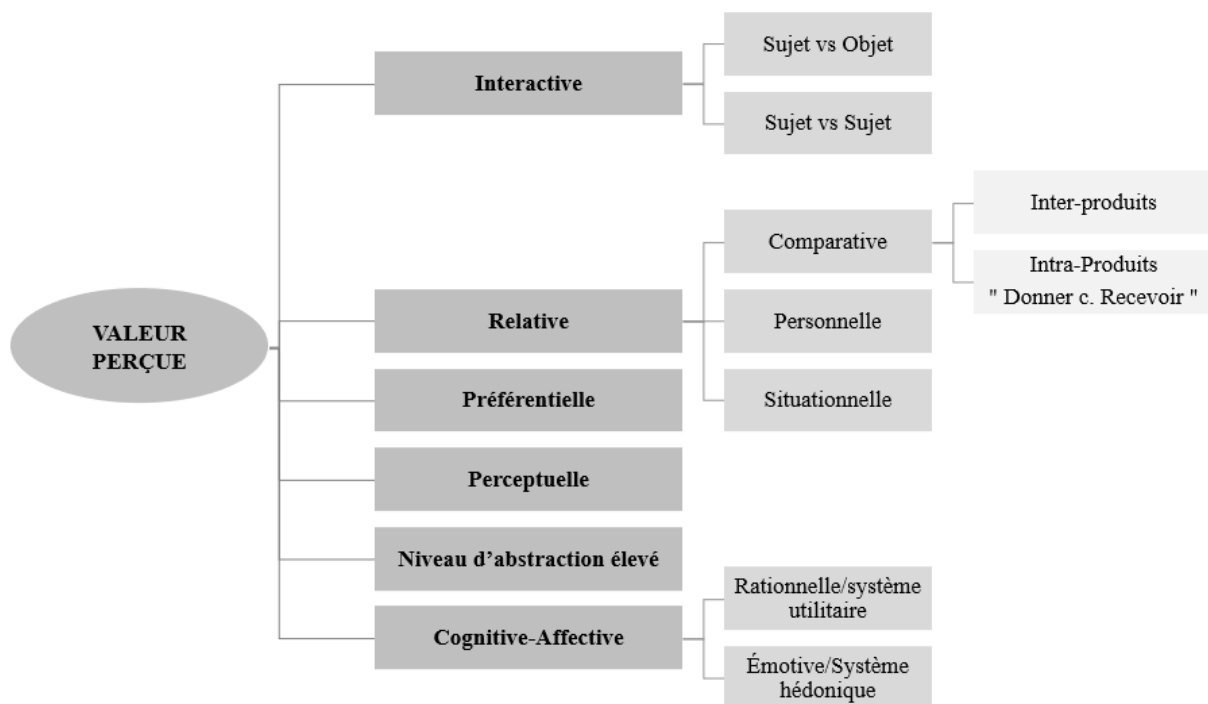 VALEUR
PERÇUE
Interactive
Sujet vs Objet
Sujet vs Sujet
Relative
Comparative
Inter-produits
Intra-Produits
" Donner c. Recevoir "
Personnelle
Situationnelle
Préférentielle
Perceptuelle
Niveau d’abstraction élevé
Cognitive-Affective
Rationnelle/système
utilitaire
Émotive/Système
hédonique